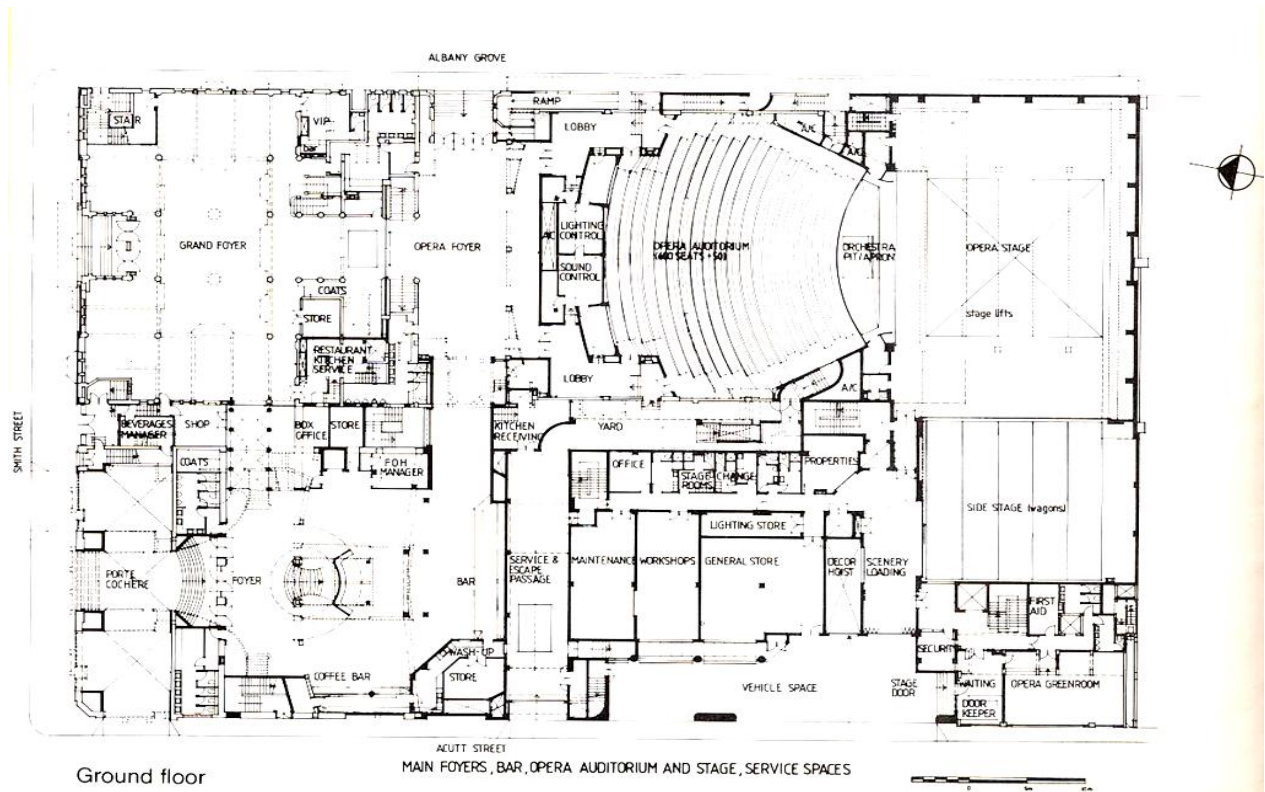 ALBANY GROVE
RAMP
STAIR
VIP
bar
LOBBY
A/C
A/C
LIGHTING
CONTROL
A/C
GRAND FOYER
OPERA FOYER
OPERA AUDITORIUM
ORCHESTRA
PIT/APRON
OPERA STAGE
SOUND
CONTROL
COATS
STORE
stage lifts
RESTAURANT
KITCHEN
SERVICE
LOBBY
A/C
SMITH STREET
BEVERAGES
MANAGER
SHOP
BOX
OFFICE
STORE
KITCHEN
RECEIVING
YARD
COATS
F.O.H
MANAGER
OFFICE
STAGE CHANGE
ROOMS
PROPERTIES
SIDE STAGE (wagons)
LIGHTING STORE
PORTE
COCHERE
FOYER
BAR
SERVICE &
ESCAPE
PASSAGE
MAINTENANCE
WORKSHOPS
GENERAL STORE
DECOR
HOIST
SCENERY
LOADING
FIRST
AID
WASH-UP
STORE
COFFEE BAR
SECURITY
VEHICLE SPACE
STAGE
DOOR
WAITING
OPERA GREENROOM
DOOR
KEEPER
ACUTT STREET
Ground floor
MAIN FOYERS, BAR, OPERA AUDITORIUM AND STAGE, SERVICE SPACES
0